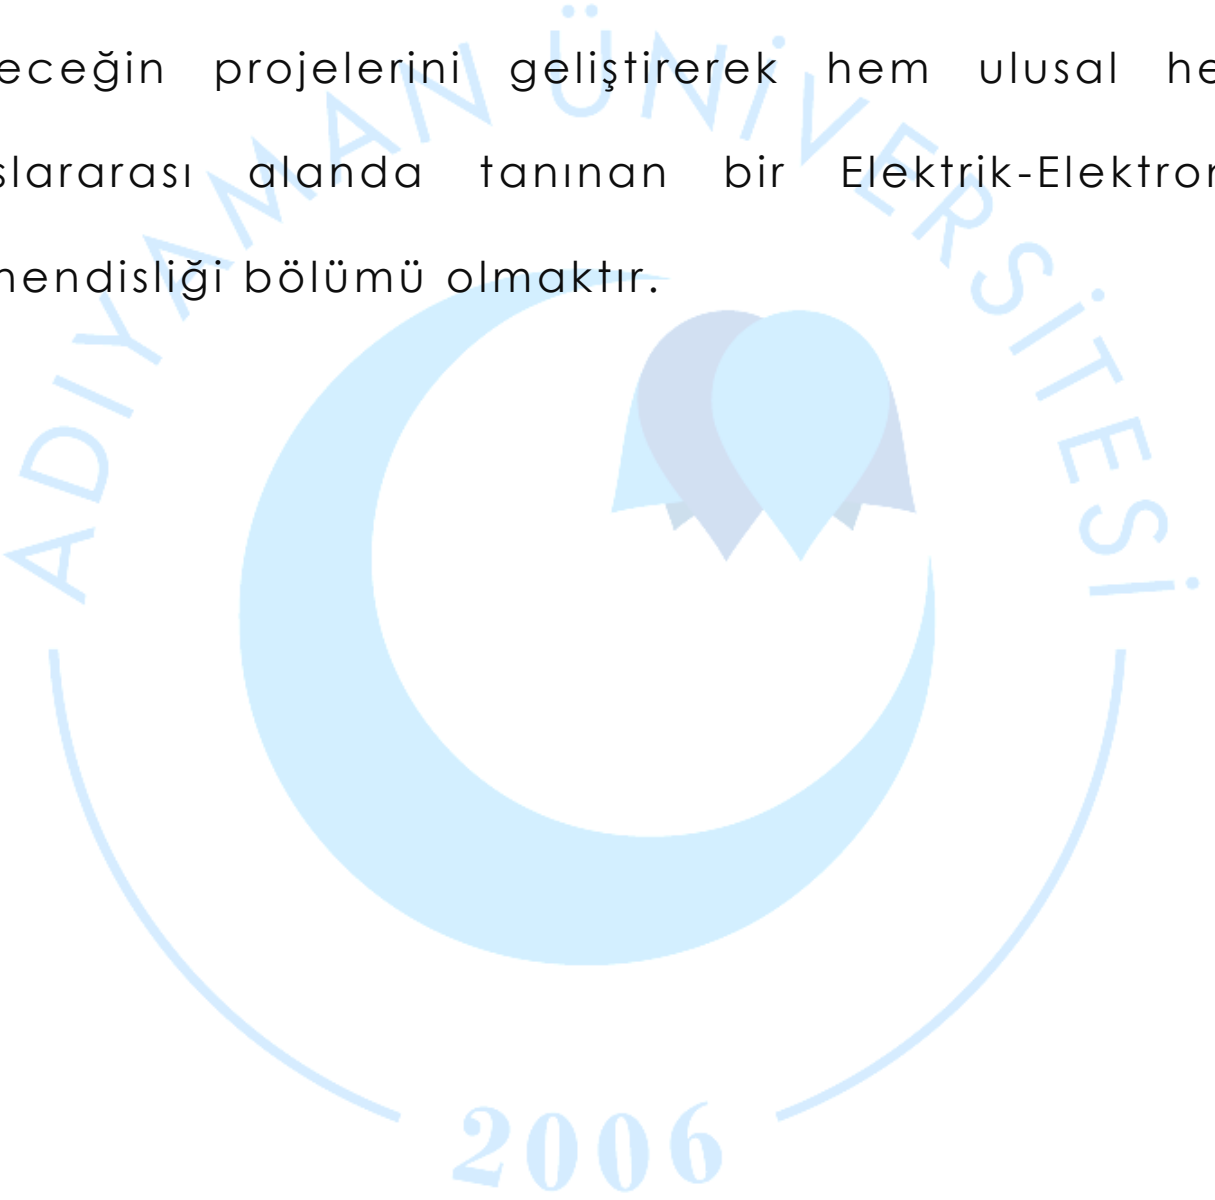 eceğin projelerini geliştirerek hem ulusal he
slararası alanda tanınan bir Elektrik-Elektron
hendisliği bölümü olmaktır.
ADIYAMAN ÜNİVERSİTESİ
2006